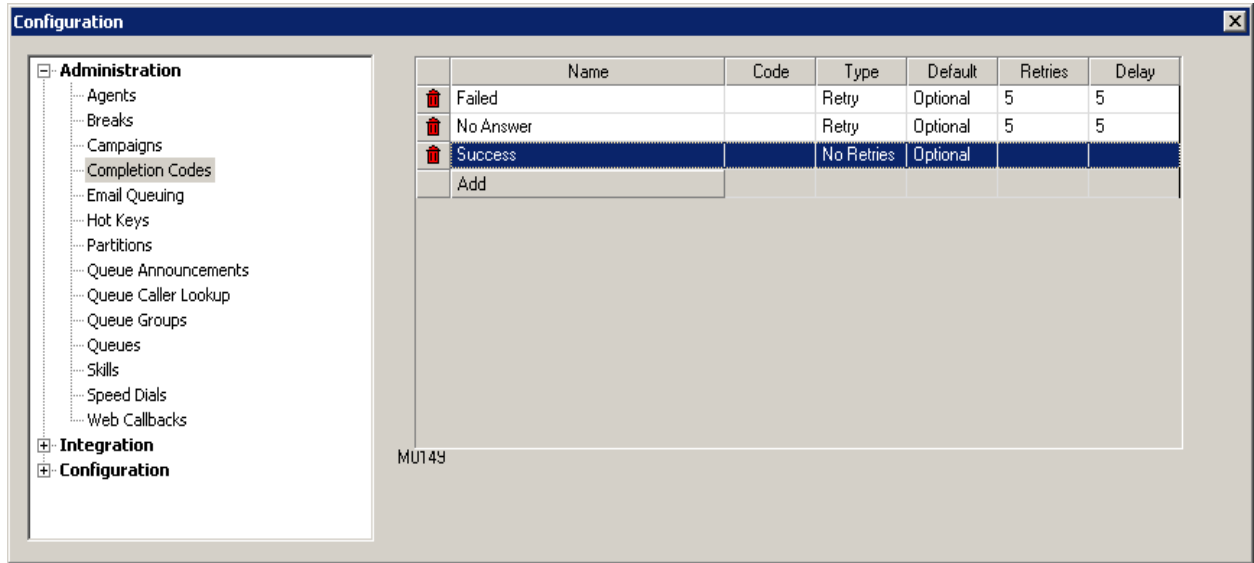 Configuration
Administration
Agents
Breaks
Campaigns
Completion Codes
Email Queuing
Hot Keys
Partitions
Queue Announcements
Queue Caller Lookup
Queue Groups
Queues
Skills
Speed Dials
Web Callbacks
Integration
Configuration
Name Code Type Default Retries Delay
Failed Retry Optional 5 5
No Answer Retry Optional 5 5
Success No Retries Optional
Add
M0149